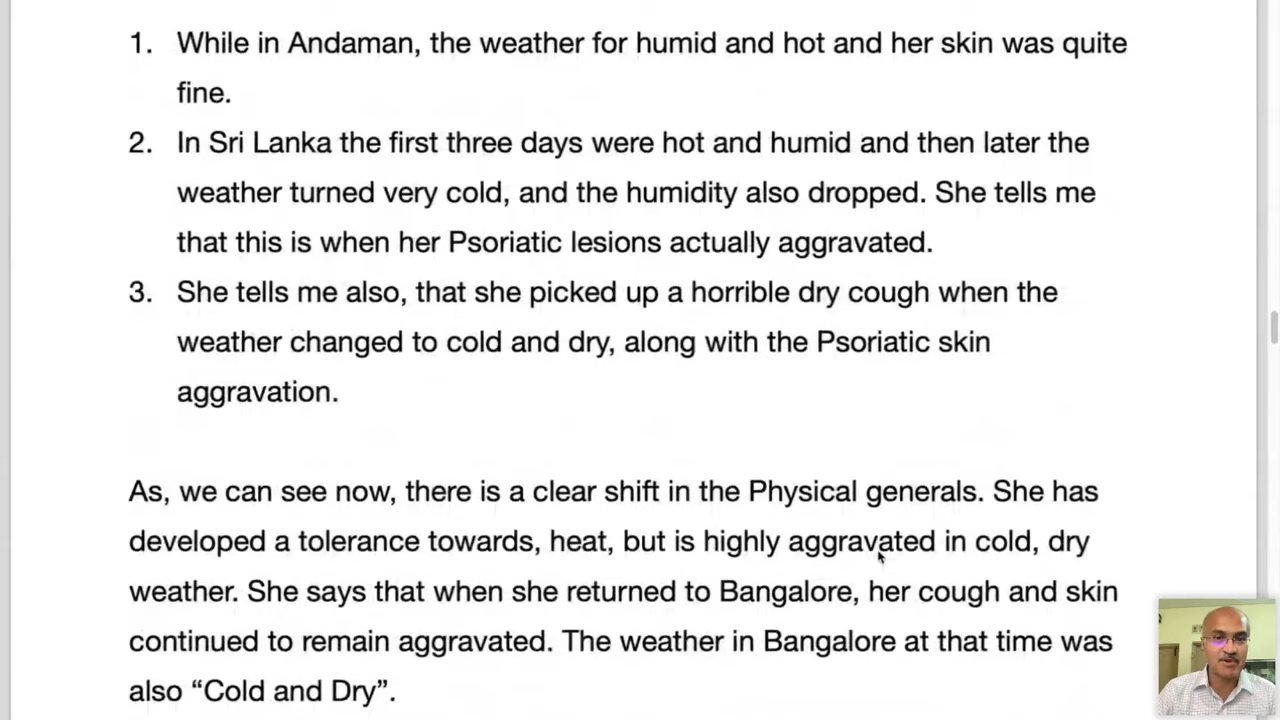 1. While in Andaman, the weather for humid and hot and her skin was quite
fine.
2. In Sri Lanka the first three days were hot and humid and then later the
weather turned very cold, and the humidity also dropped. She tells me
that this is when her Psoriatic lesions actually aggravated.
3. She tells me also, that she picked up a horrible dry cough when the
weather changed to cold and dry, along with the Psoriatic skin
aggravation.
As, we can see now, there is a clear shift in the Physical generals. She has
developed a tolerance towards, heat, but is highly aggravated in cold, dry
weather. She says that when she returned to Bangalore, her cough and skin
continued to remain aggravated. The weather in Bangalore at that time was
also “Cold and Dry”.